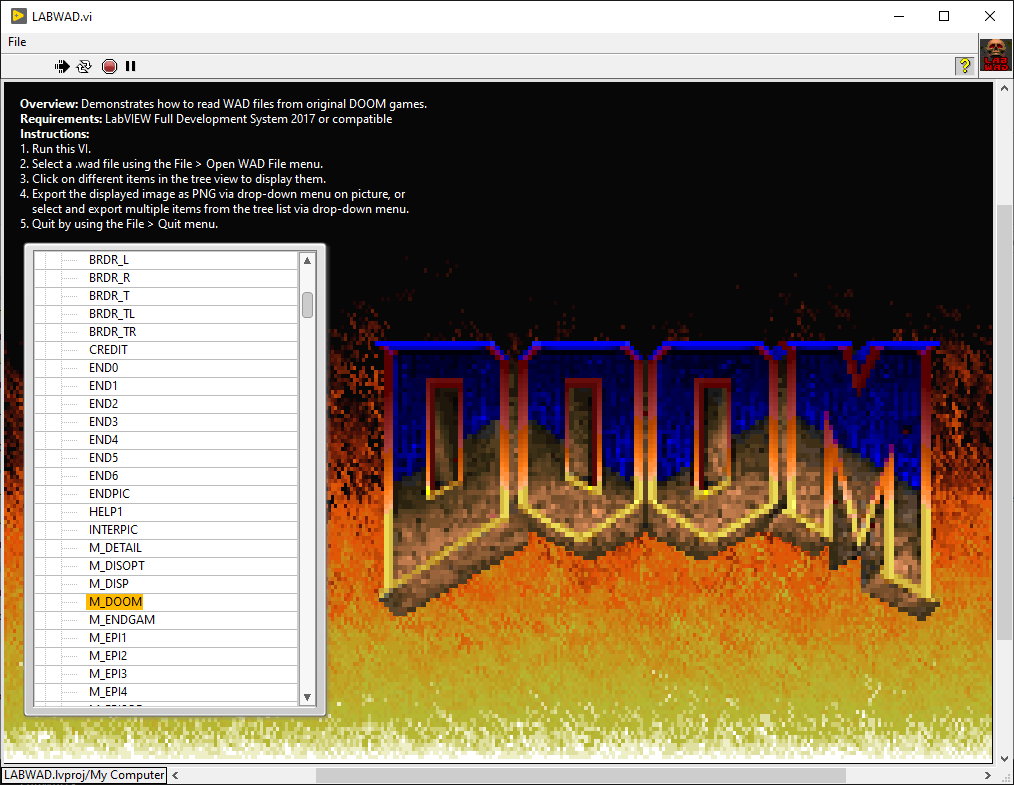 LABWAD.vi
File
?
LAB
WAD
Overview: Demonstrates how to read WAD files from original DOOM games.
Requirements: LabVIEW Full Development System 2017 or compatible
Instructions:
1. Run this VI.
2. Select a .wad file using the File > Open WAD File menu.
3. Click on different items in the tree view to display them.
4. Export the displayed image as PNG via drop-down menu on picture, or
select and export multiple items from the tree list via drop-down menu.
5. Quit by using the File > Quit menu.
BRDR_L
BRDR_R
BRDR_T
BRDR_TL
BRDR_TR
CREDIT
END0
END1
END2
END3
END4
END5
END6
ENDPIC
HELP1
INTERPIC
M_DETAIL
M_DISOPT
M_DISP
M_DOOM
M_ENDGAM
M_EPI1
M_EPI2
M_EPI3
M_EPI4
DOOM
LABWAD.lvproj/My Computer